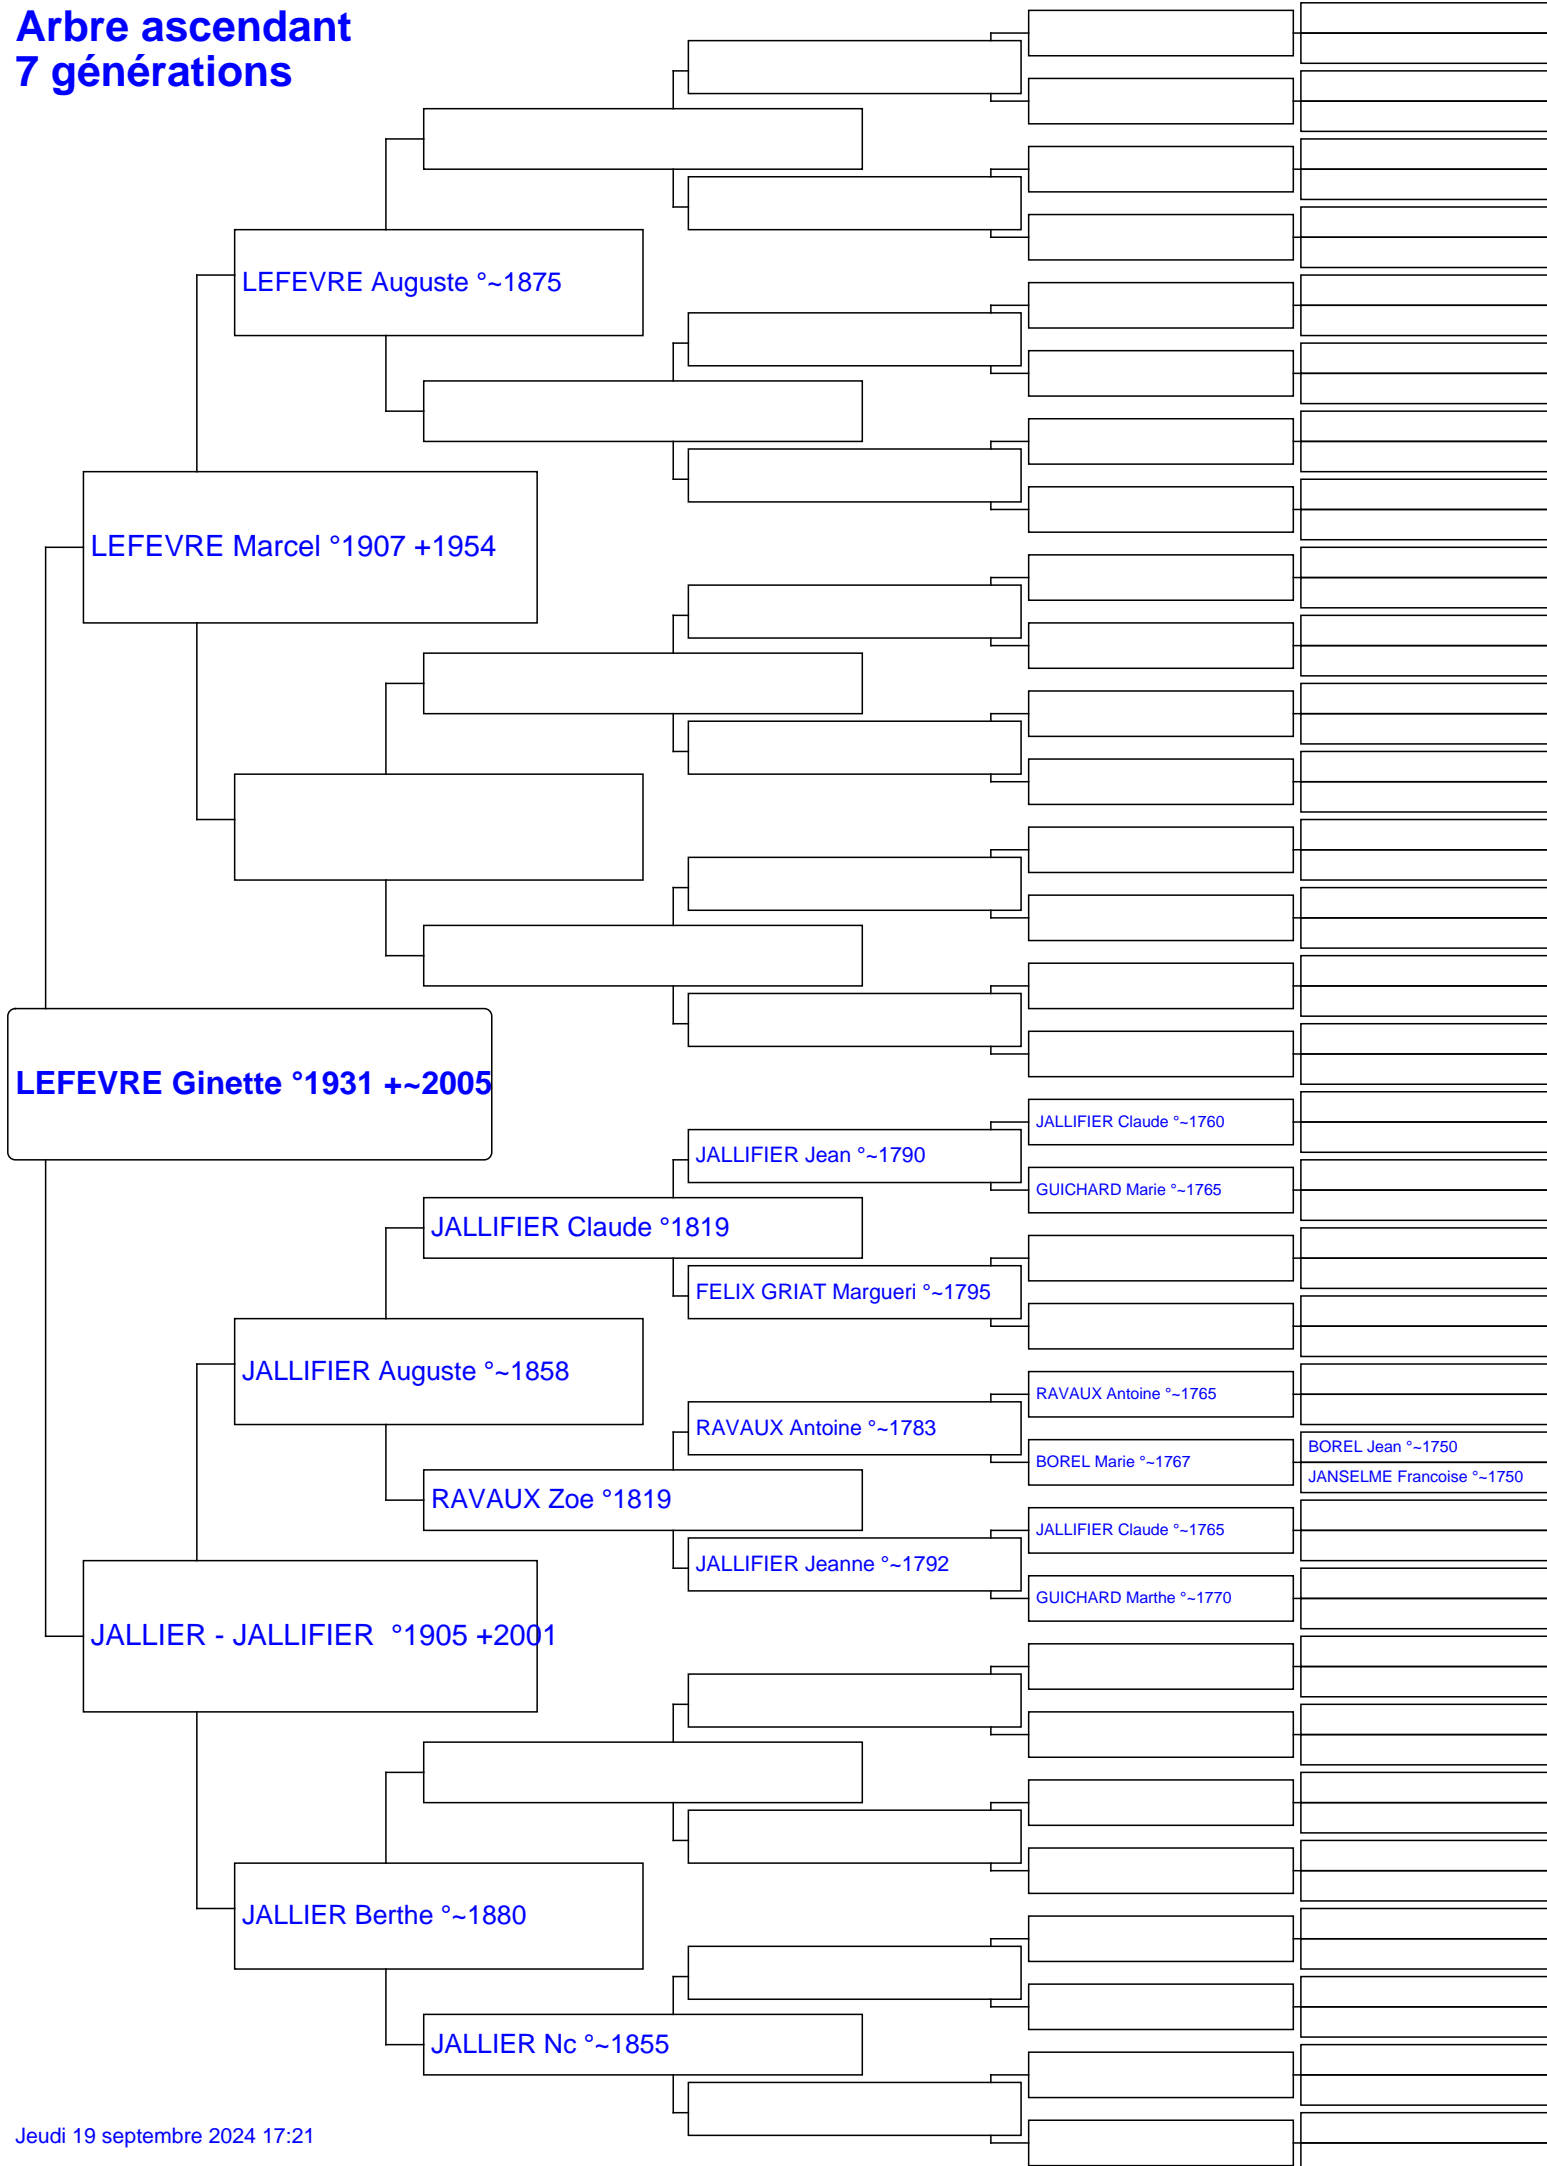 Arbre ascendant
7 générations
LEFEVRE Auguste °~1875
LEFEVRE Marcel °1907 +1954
LEFEVRE Ginette °1931 +~2005
JALLIFIER Claude °~1760
JALLIFIER Jean °~1790
GUICHARD Marie °~1765
JALLIFIER Claude °1819
FELIX GRIAT Margueri °~1795
JALLIFIER Auguste °~1858
RAVAUX Antoine °~1765
RAVAUX Antoine °~1783
BOREL Jean °~1750
BOREL Marie °~1767
JANSELME Francoise °~1750
RAVAUX Zoe °1819
JALLIFIER Claude °~1765
JALLIFIER Jeanne °~1792
GUICHARD Marthe °~1770
JALLIER - JALLIFIER °1905 +2001
JALLIER Berthe °~1880
JALLIER Nc °~1855
Jeudi 19 septembre 2024 17:21